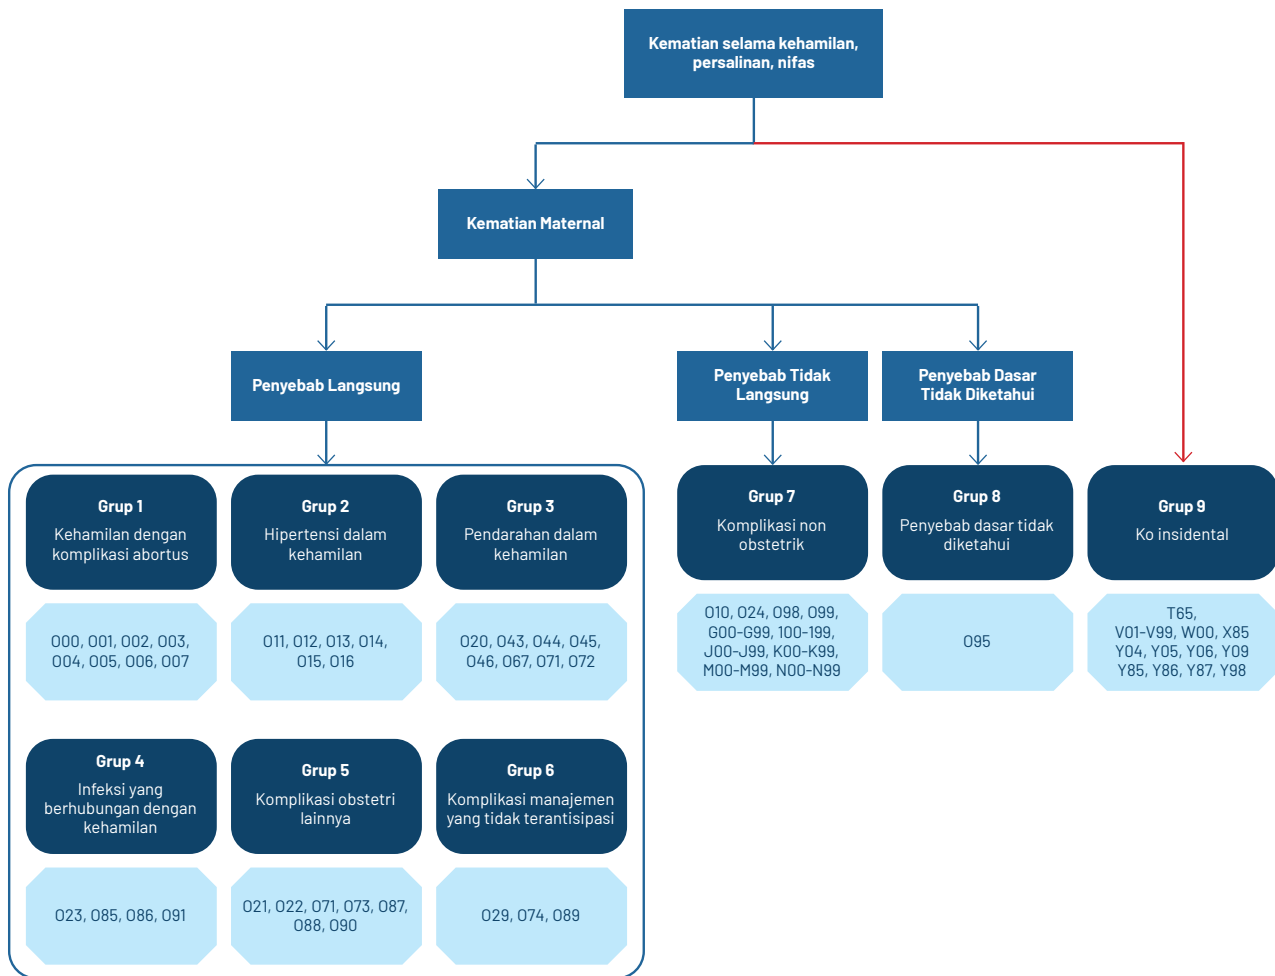 Kematian selama kehamilan,
persalinan, nifas
Kematian Maternal
Penyebab Langsung
Penyebab Tidak
Langsung
Penyebab Dasar
Tidak Diketahui
Grup 1
Kehamilan dengan
komplikasi abortus
O00, O01, O02, O03,
O04, O05, O06, O07
Grup 2
Hipertensi dalam
kehamilan
O11, O12, O13, O14,
O15, O16
Grup 3
Pendarahan dalam
kehamilan
O20, O43, O44, O45,
O46, O67, O71, O72
Grup 7
Komplikasi non
obstetrik
O10, O24, O98, O99,
G00-G99, 100-199,
J00-J99, K00-K99,
M00-M99, N00-N99
Grup 8
Penyebab dasar tidak
diketahui
O95
Grup 9
Ko insidental
T65,
V01-V99, W00, X85
Y04, Y05, Y06, Y09
Y85, Y86, Y87, Y98
Grup 4
Infeksi yang
berhubungan dengan
kehamilan
O23, O85, O86, O91
Grup 5
Komplikasi obstetri
lainnya
O21, O22, O71, O73, O87,
O88, O90
Grup 6
Komplikasi manajemen
yang tidak terantisipasi
O29, O74, O89